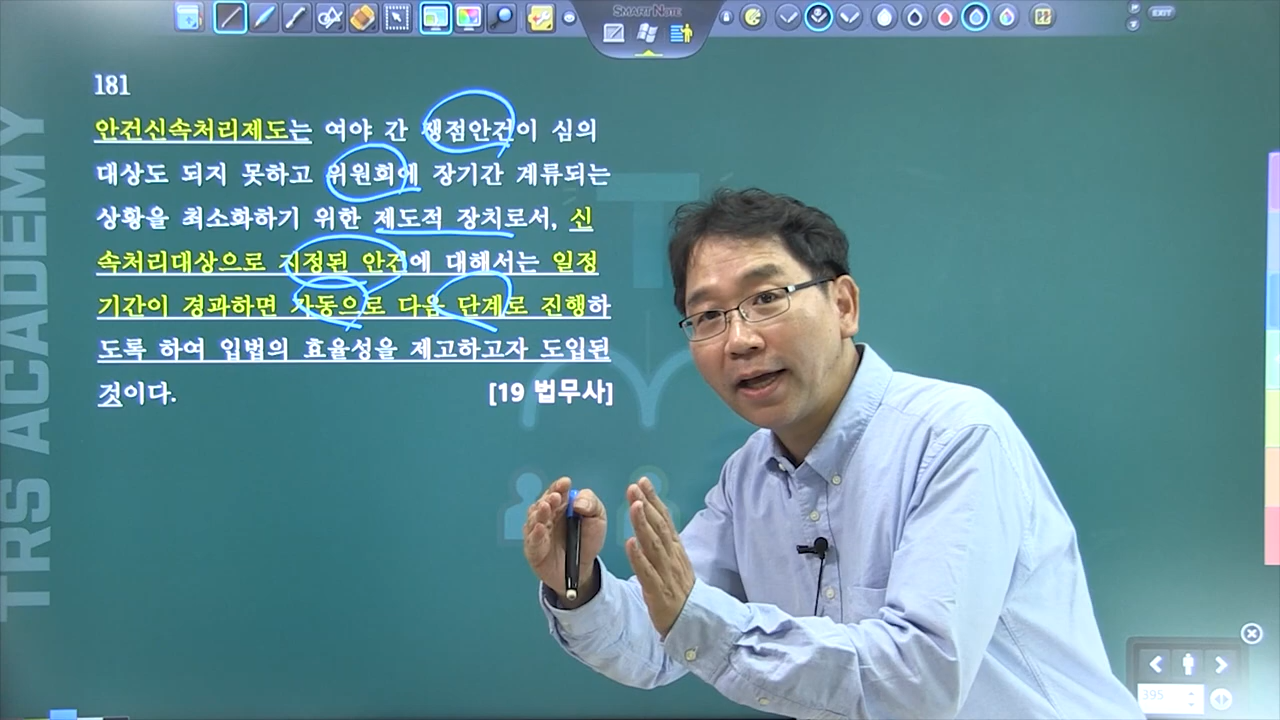 SMART NOTE
EXIT
181
안건신속처리제도는 여야 간 쟁점안건이 심의
대상도 되지 못하고 위원회에 장기간 계류되는
상황을 최소화하기 위한 제도적 장치로서, 신
속처리대상으로 지정된 안건에 대해서는 일정
기간이 경과하면 자동으로 다음 단계로 진행하
도록 하여 입법의 효율성을 제고하고자 도입된
것이다. [19 법무사]
TRS ACADEMY
395